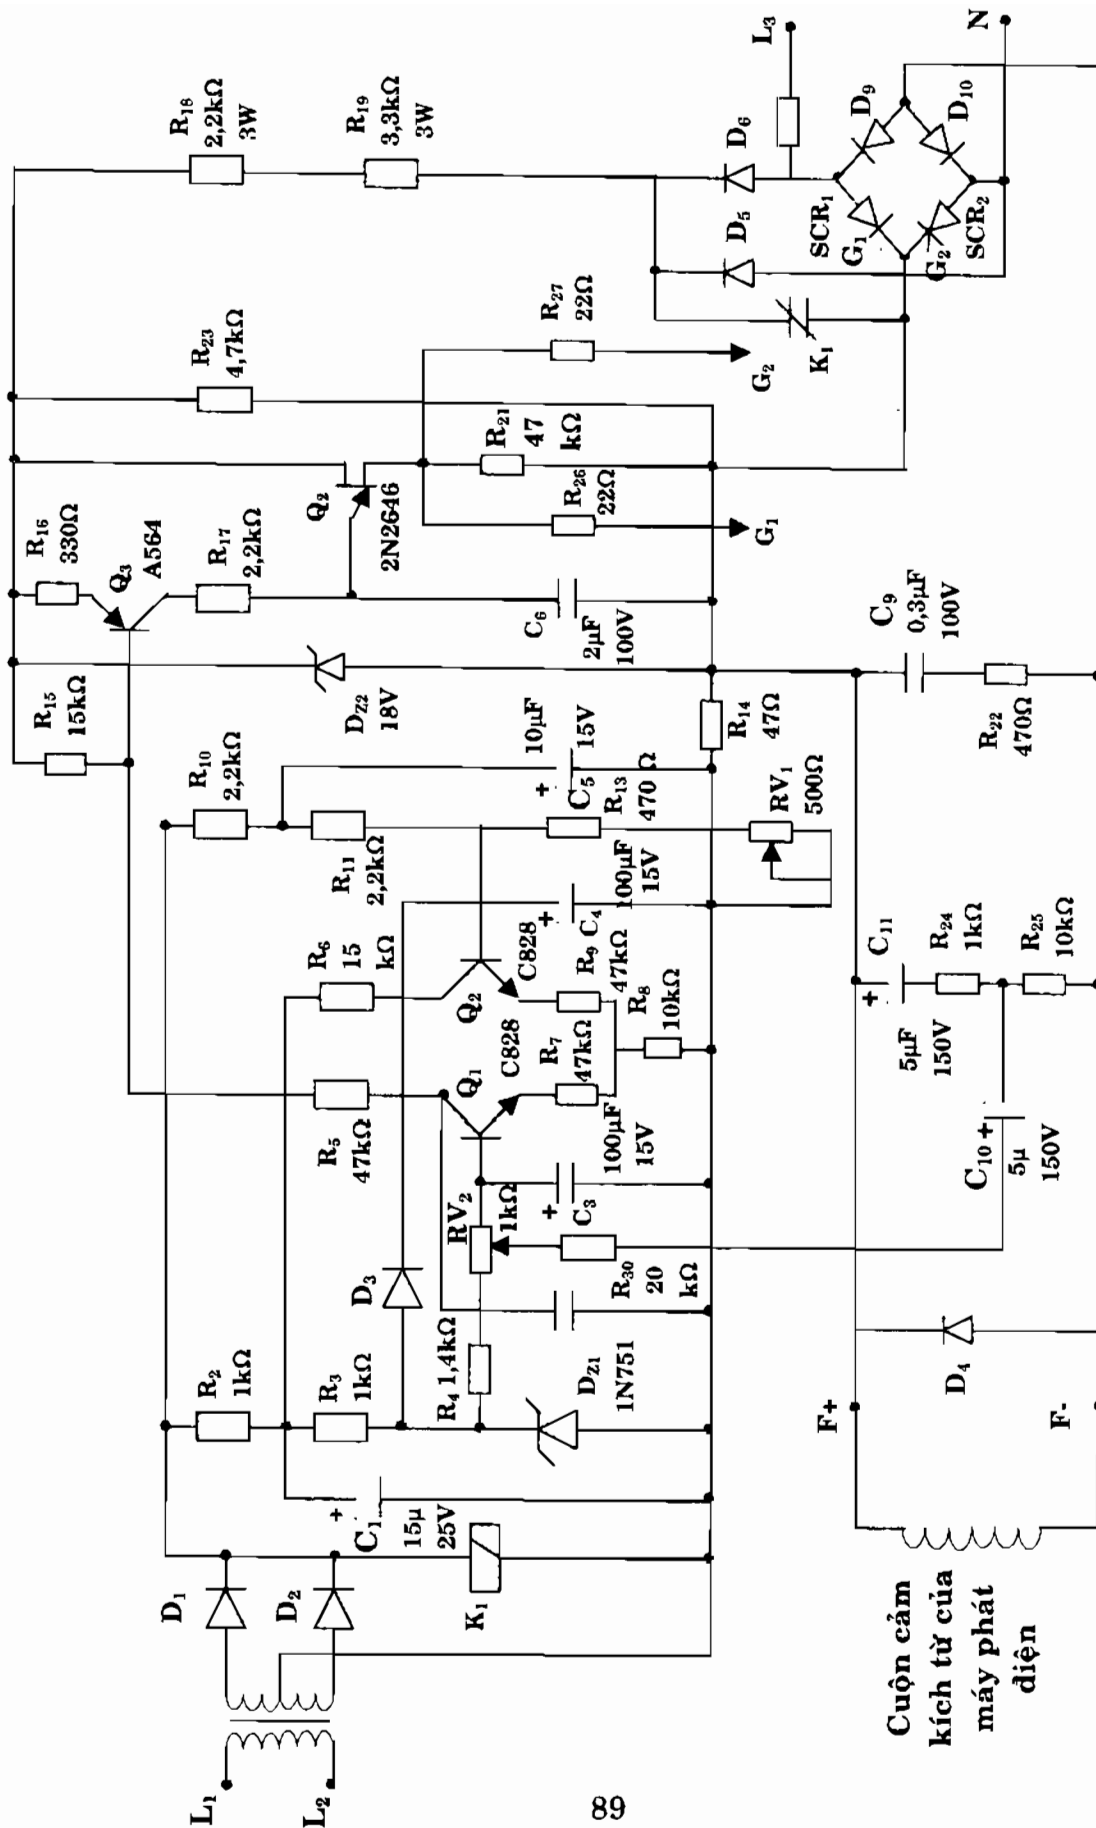 L₁
L₂
D₁
D₂
K₁
C₁
+
15μ
25V
R₂
1kΩ
R₃
1kΩ
D₃
R₄ 1,4kΩ
D_Z1
1N751
R₅
47kΩ
RV₂
1kΩ
R₃₀
20
kΩ
+
C₃
100μF
15V
Q₁
C828
R₇
47kΩ
R₆
15
kΩ
Q₂
C828
R₉
47kΩ
R₈
10kΩ
+
C₄
100μF
15V
R₁₀
2,2kΩ
R₁₁
2,2kΩ
+
C₅
10μF
15V
R₁₃
470 Ω
RV₁
500Ω
R₁₄
47Ω
R₁₅
15kΩ
D_Z2
18V
R₁₆
330Ω
Q₃
A564
R₁₇
2,2kΩ
C₆
2μF
100V
Q₂
2N2646
R₂₆
22Ω
G₁
R₂₁
47
kΩ
R₂₃
4,7kΩ
R₂₇
22Ω
G₂
R₁₈
2,2kΩ
3W
R₁₉
3,3kΩ
3W
K₁
D₅
D₆
L₃
SCR₁
G₁
G₂
SCR₂
D₉
D₁₀
N
C₉
0,3μF
100V
R₂₂
470Ω
C₁₁
+
5μF
150V
R₂₄
1kΩ
R₂₅
10kΩ
C₁₀ +
5μ
150V
D₄
F+
F-
Cuộn cảm
kích từ của
máy phát
điện
89